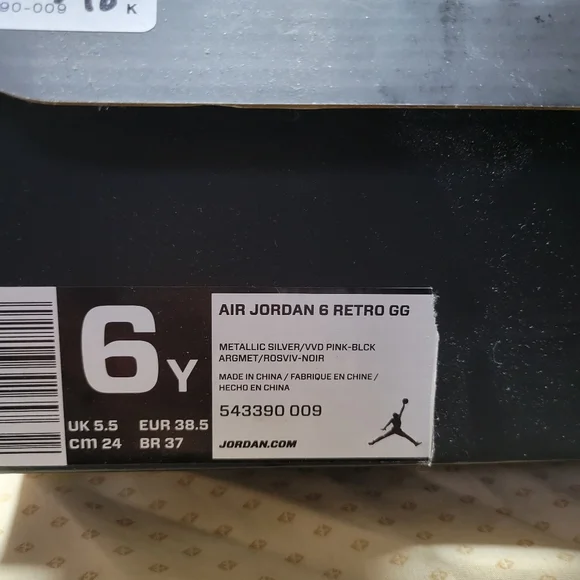 90-009 10 K
6Y
UK 5.5 EUR 38.5
cm 24 BR 37
AIR JORDAN 6 RETRO GG
METALLIC SILVER/VVD PINK-BLCK
ARGMET/ROSVIV-NOIR
MADE IN CHINA / FABRIQUE EN CHINE /
HECHO EN CHINA
543390 009
JORDAN.COM